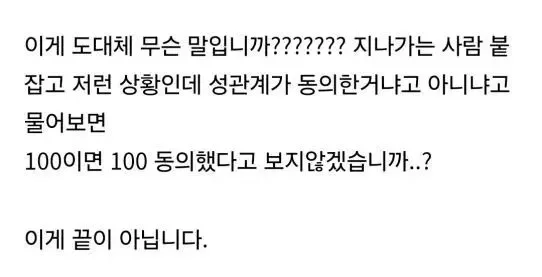 이게 도대체 무슨 말입니까??????? 지나가는 사람 붙
잡고 저런 상황인데 성관계가 동의한거냐고 아니냐고
물어보면
100이면 100 동의했다고 보지않겠습니까..?
이게 끝이 아닙니다.